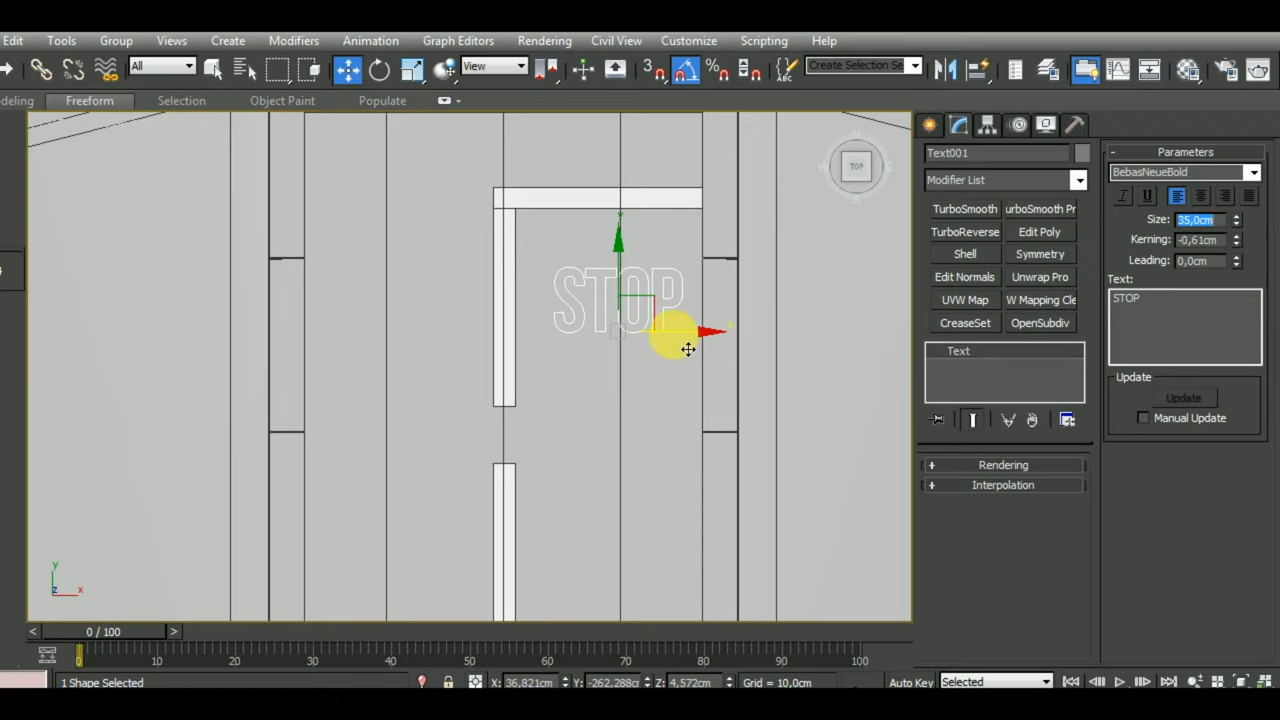 Edit Tools Group Views Create Modifiers Animation Graph Editors Rendering Civil View Customize Scripting Help
All View 3 % ABC Create Selection Se
deling Freeform Selection Object Paint Populate
TOP
Text001
Modifier List
TurboSmooth urboSmooth Pr
TurboReverse Edit Poly
Shell Symmetry
Edit Normals Unwrap Pro
UVW Map W Mapping Cle
CreaseSet OpenSubdiv
Text
+ Rendering
+ Interpolation
- Parameters
BebasNeueBold
I U
Size: 35,0cm
Kerning: -0,61cm
Leading: 0,0cm
Text:
STOP
Update
Update
Manual Update
STOP
y
x
y
z x
< 0 / 100 >
0 10 20 30 40 50 60 70 80 90 100
1 Shape Selected X: 36,821cm Y: -262,288cr Z: 4,572cm Grid = 10,0cm Auto Key Selected